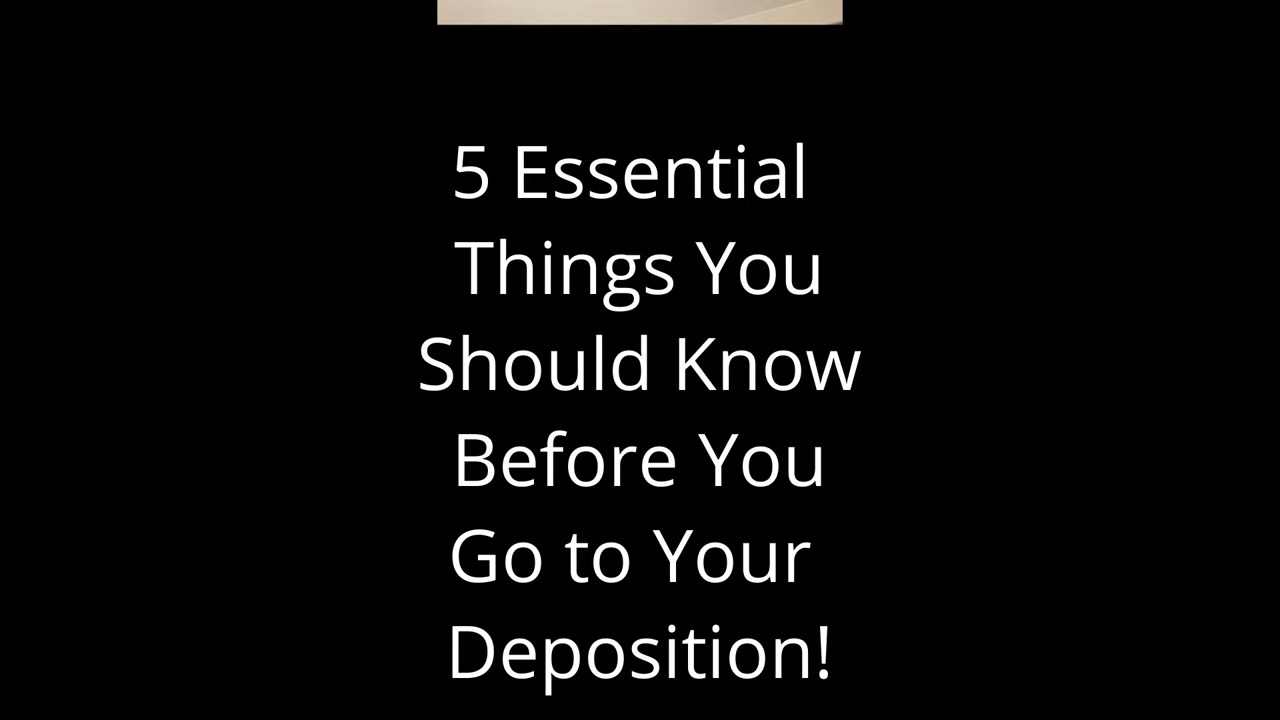 5 Essential
Things You
Should Know
Before You
Go to Your
Deposition!